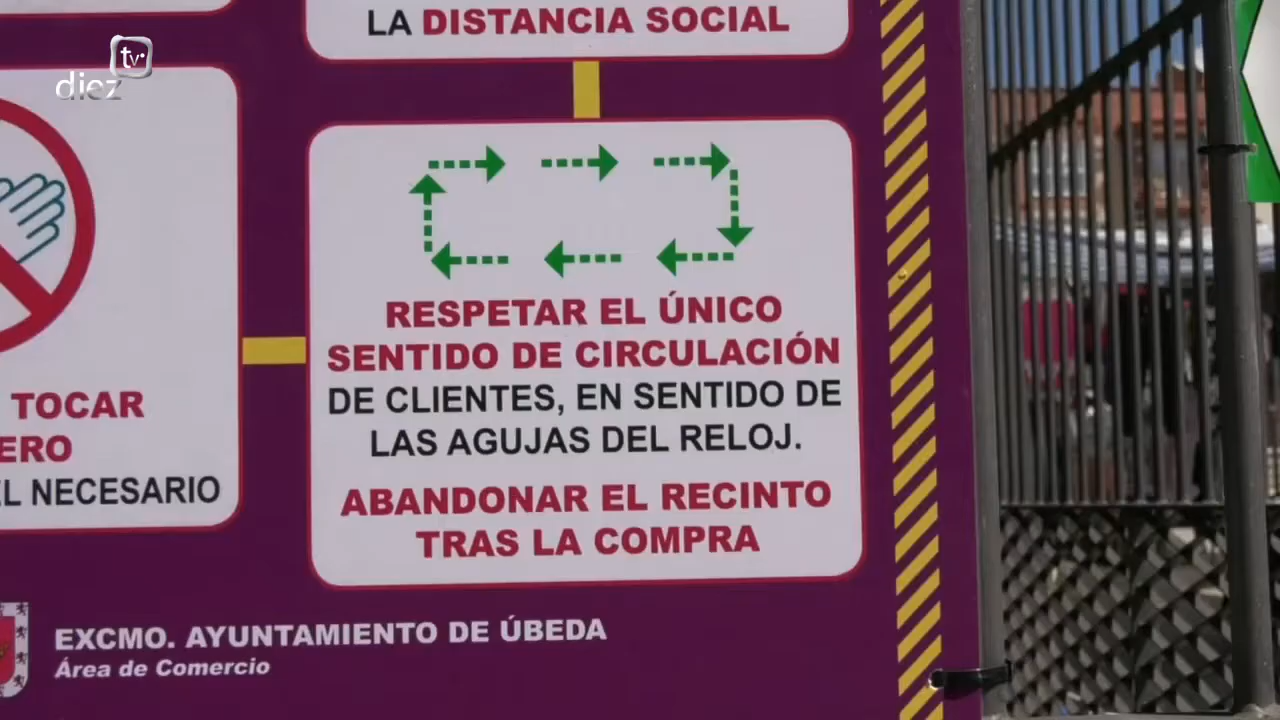 diez tv
LA DISTANCIA SOCIAL
TOCAR
ERO
EL NECESARIO
RESPETAR EL ÚNICO
SENTIDO DE CIRCULACIÓN
DE CLIENTES, EN SENTIDO DE
LAS AGUJAS DEL RELOJ.
ABANDONAR EL RECINTO
TRAS LA COMPRA
EXCMO. AYUNTAMIENTO DE ÚBEDA
Área de Comercio